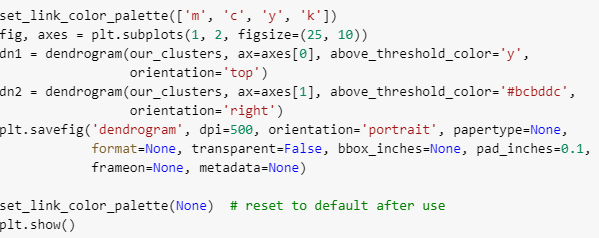 set_link_color_palette(['m', 'c', 'y', 'k'])
fig, axes = plt.subplots(1, 2, figsize=(25, 10))
dn1 = dendrogram(our_clusters, ax=axes[0], above_threshold_color='y',
                 orientation='top')
dn2 = dendrogram(our_clusters, ax=axes[1], above_threshold_color='#bcbddc',
                 orientation='right')
plt.savefig('dendrogram', dpi=500, orientation='portrait', papertype=None,
            format=None, transparent=False, bbox_inches=None, pad_inches=0.1,
            frameon=None, metadata=None)

set_link_color_palette(None)  # reset to default after use
plt.show()